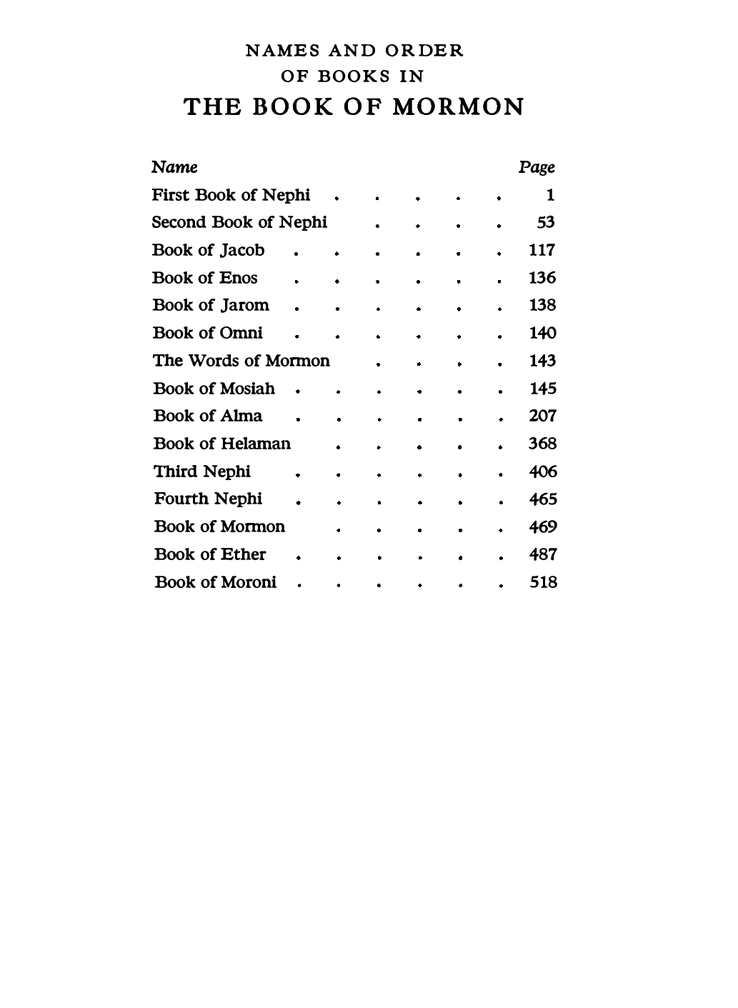 NAMES AND ORDER
OF BOOKS IN
THE BOOK OF MORMON
Name Page
First Book of Nephi . . . . . 1
Second Book of Nephi . . . . 53
Book of Jacob . . . . . . 117
Book of Enos . . . . . . 136
Book of Jarom . . . . . . 138
Book of Omni . . . . . . 140
The Words of Mormon . . . . 143
Book of Mosiah . . . . . . 145
Book of Alma . . . . . . 207
Book of Helaman . . . . . 368
Third Nephi . . . . . . 406
Fourth Nephi . . . . . . 465
Book of Mormon . . . . . 469
Book of Ether . . . . . . 487
Book of Moroni . . . . . . 518